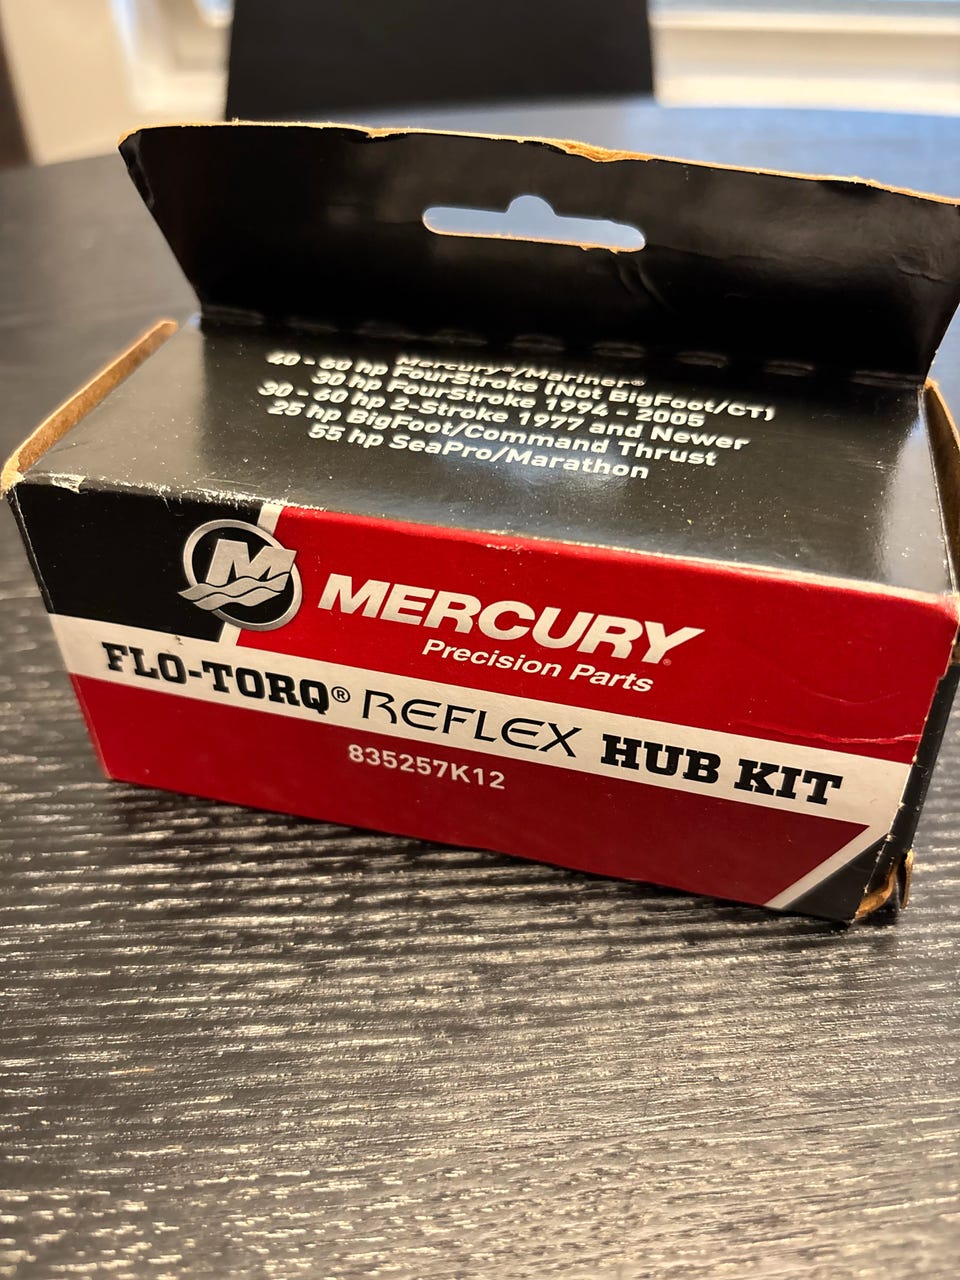 Mercury®/Mariner®
40 - 60 hp FourStroke (Not BigFoot/CT)
30 hp FourStroke 1994 - 2005
30 - 60 hp 2-Stroke 1977 and Newer
25 hp BigFoot/Command Thrust
55 hp SeaPro/Marathon
M
MERCURY®
Precision Parts
FLO-TORQ® REFLEX HUB KIT
835257K12